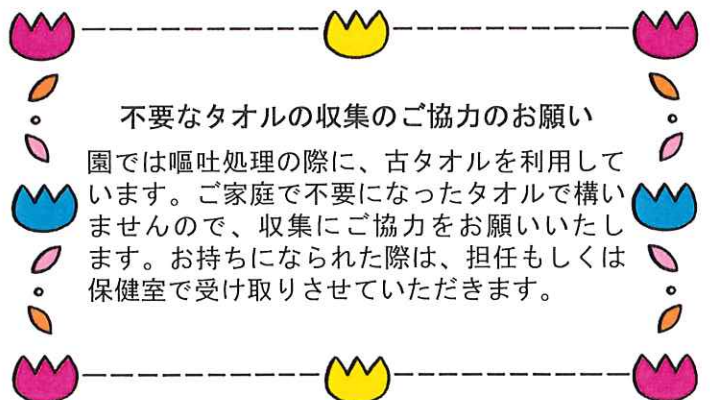 不要なタオルの収集のご協力のお願い
園では嘔吐処理の際に、古タオルを利用して
います。ご家庭で不要になったタオルで構い
ませんので、収集にご協力をお願いいたし
ます。お持ちになられた際は、担任もしくは
保健室で受け取りさせていただきます。